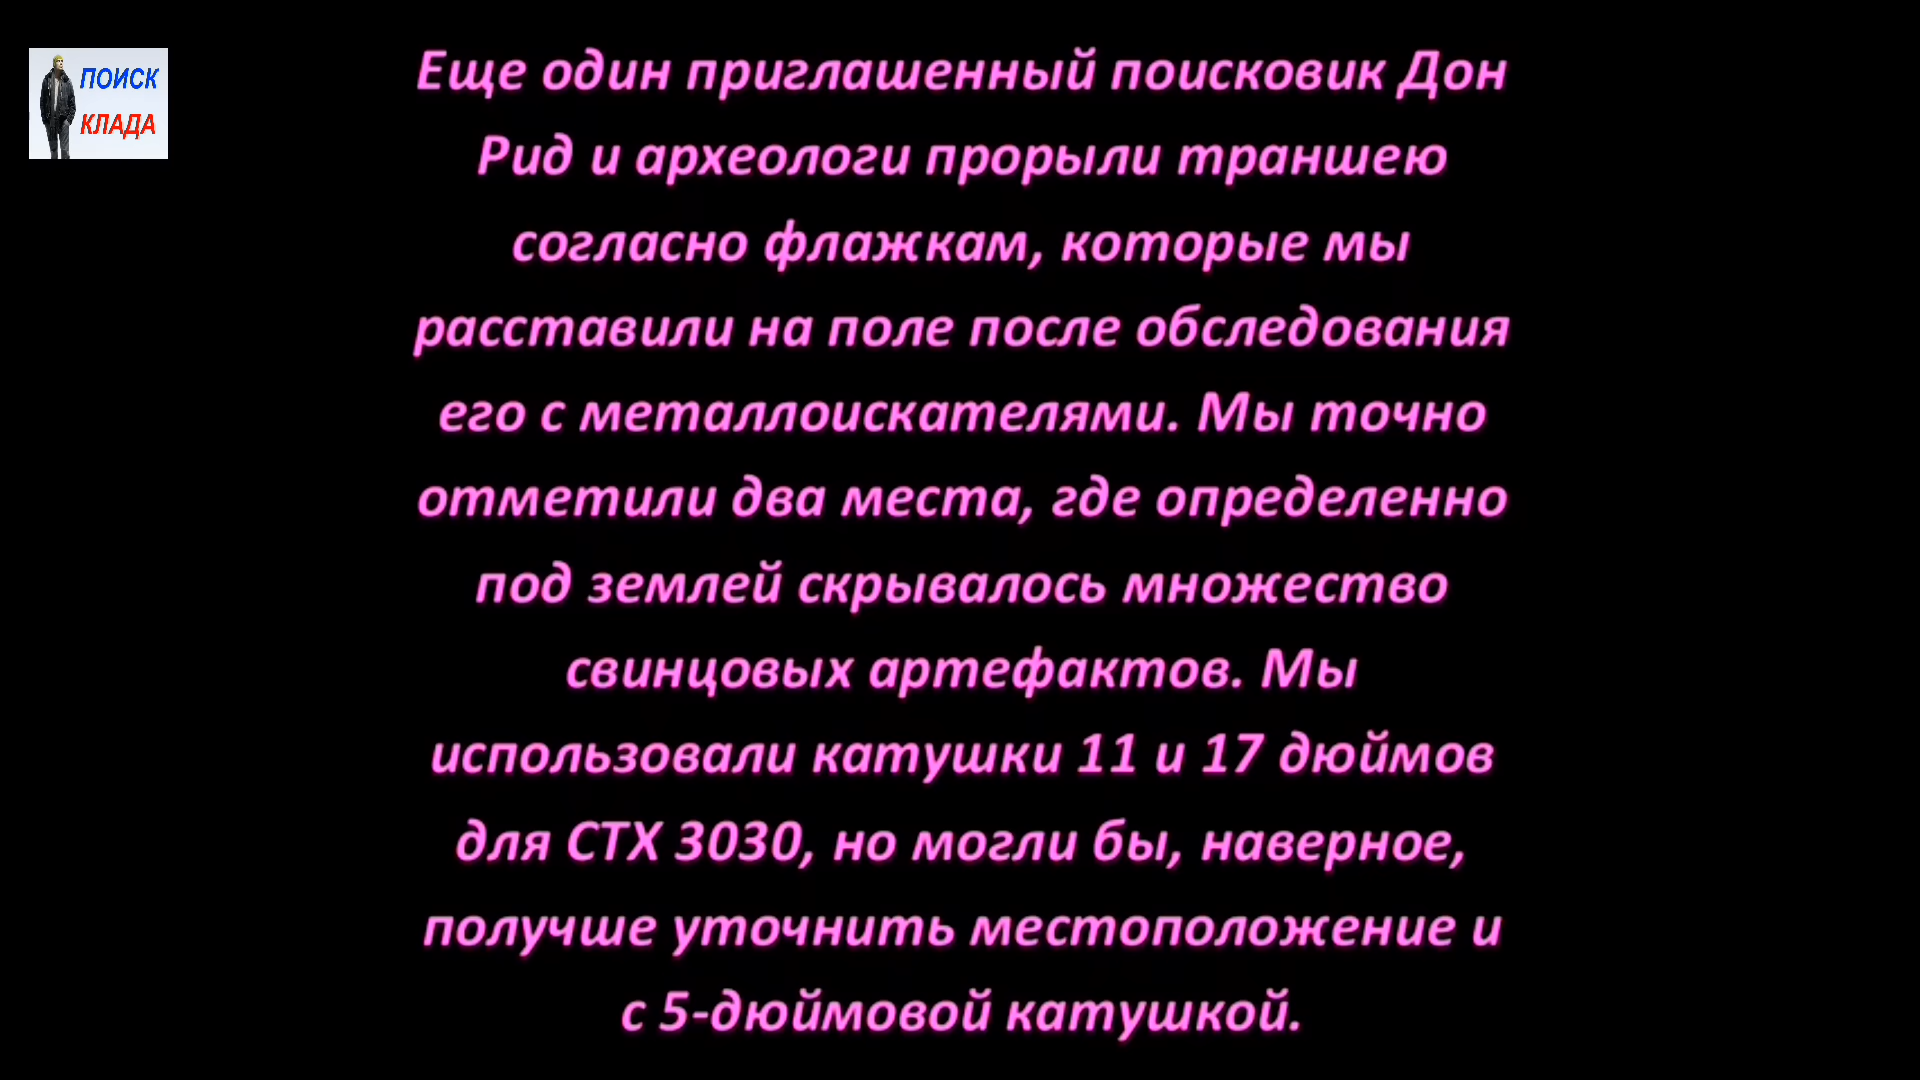 ПОИСК
КЛАДА
Еще один приглашенный поисковик Дон
Рид и археологи прорыли траншею
согласно флажкам, которые мы
расставили на поле после обследования
его с металлоискателями. Мы точно
отметили два места, где определенно
под землей скрывалось множество
свинцовых артефактов. Мы
использовали катушки 11 и 17 дюймов
для CTX 3030, но могли бы, наверное,
получше уточнить местоположение и
с 5-дюймовой катушкой.